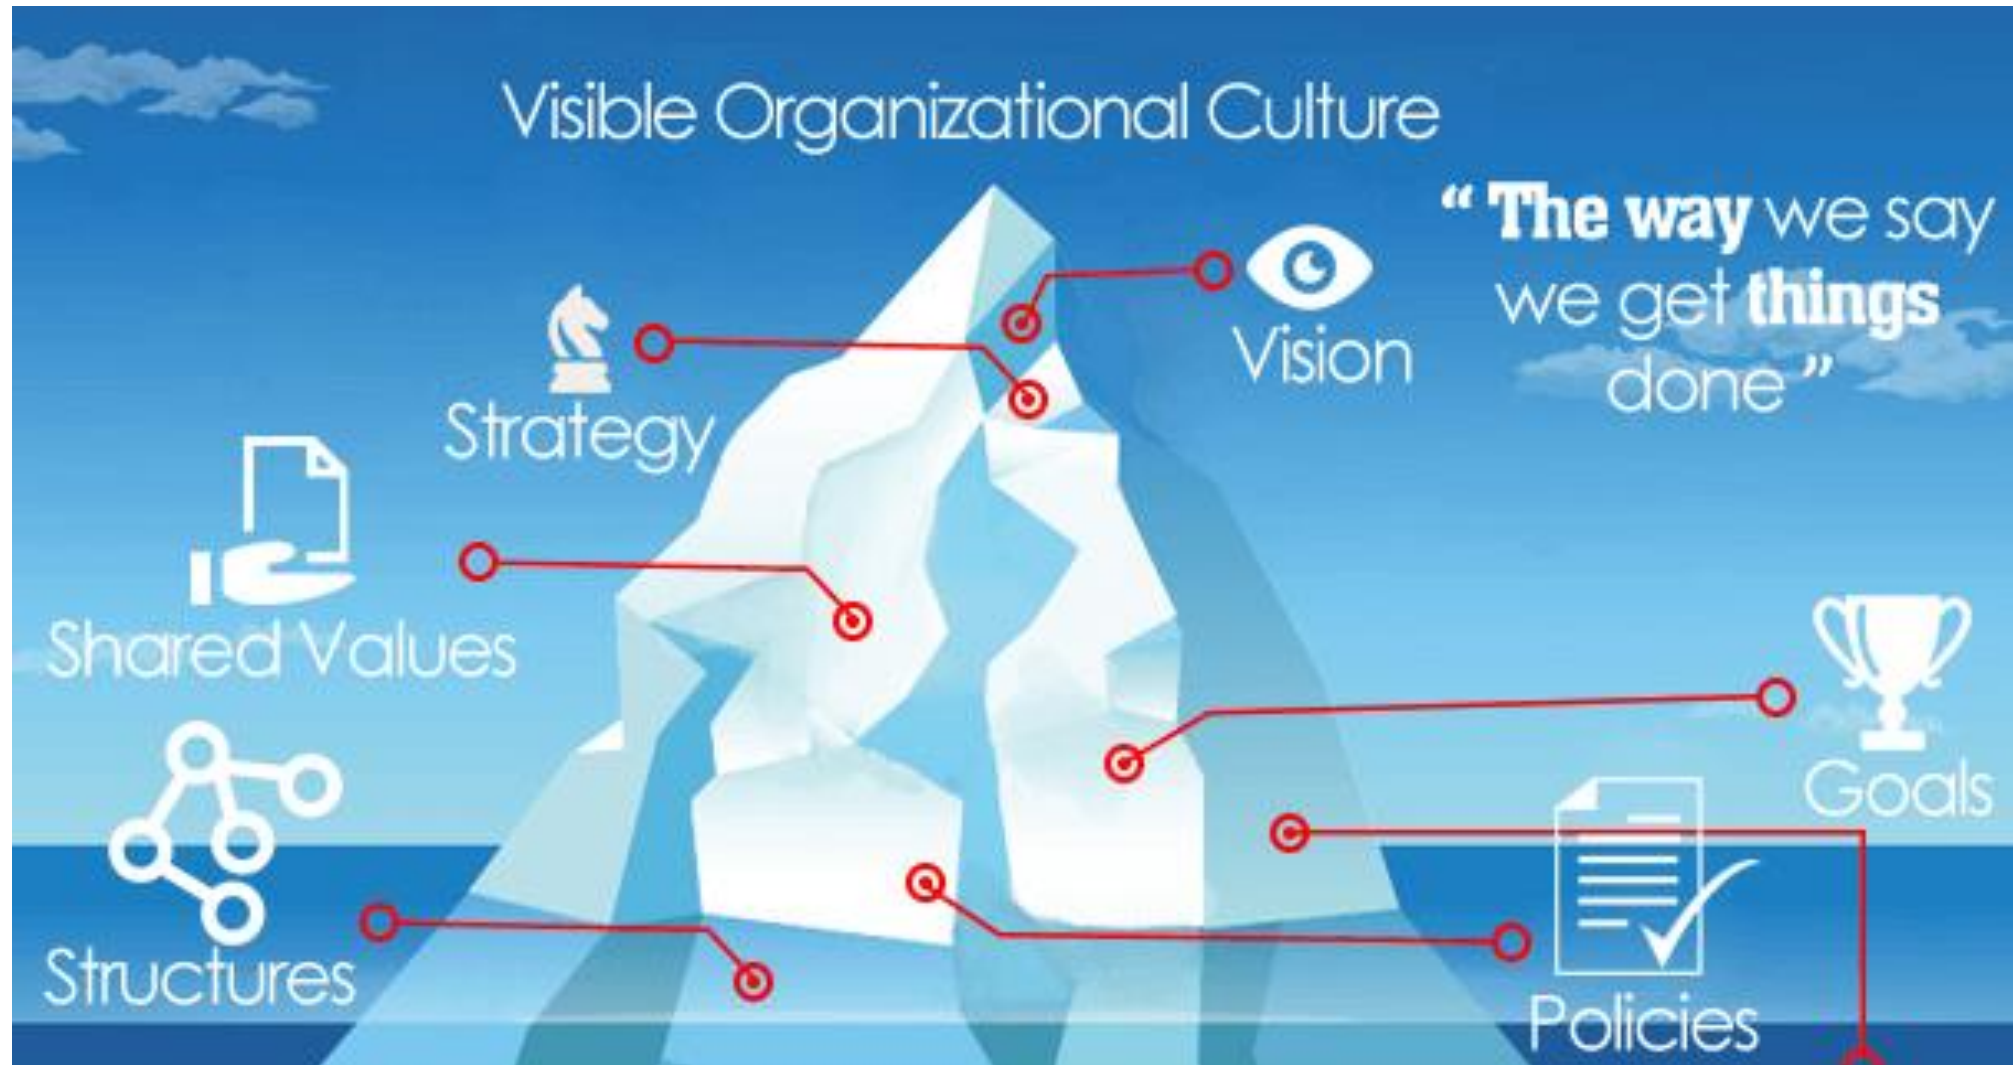 Visible Organizational Culture
“ The way we say
we get things
done ”
Vision
Strategy
Shared Values
Goals
Structures
Policies